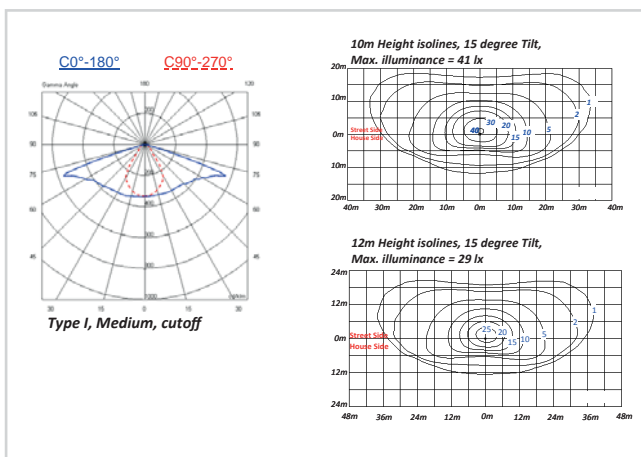 C0°-180° C90°-270°
Gamma Angle 180 120
105 105
90 90
75 75
60 60
45 45
30 15 0 15 30
1000
cd/klm
Type I, Medium, cutoff
10m Height isolines, 15 degree Tilt,
Max. illuminance = 41 lx
20m
10m
0m
10m
20m
Street Side
House Side
40 30 20 15 10 5 2 1
40m 30m 20m 10m 0m 10m 20m 30m 40m
12m Height isolines, 15 degree Tilt,
Max. illuminance = 29 lx
24m
12m
0m
12m
24m
Street Side
House Side
25 20 15 10 5 2 1
48m 36m 24m 12m 0m 12m 24m 36m 48m